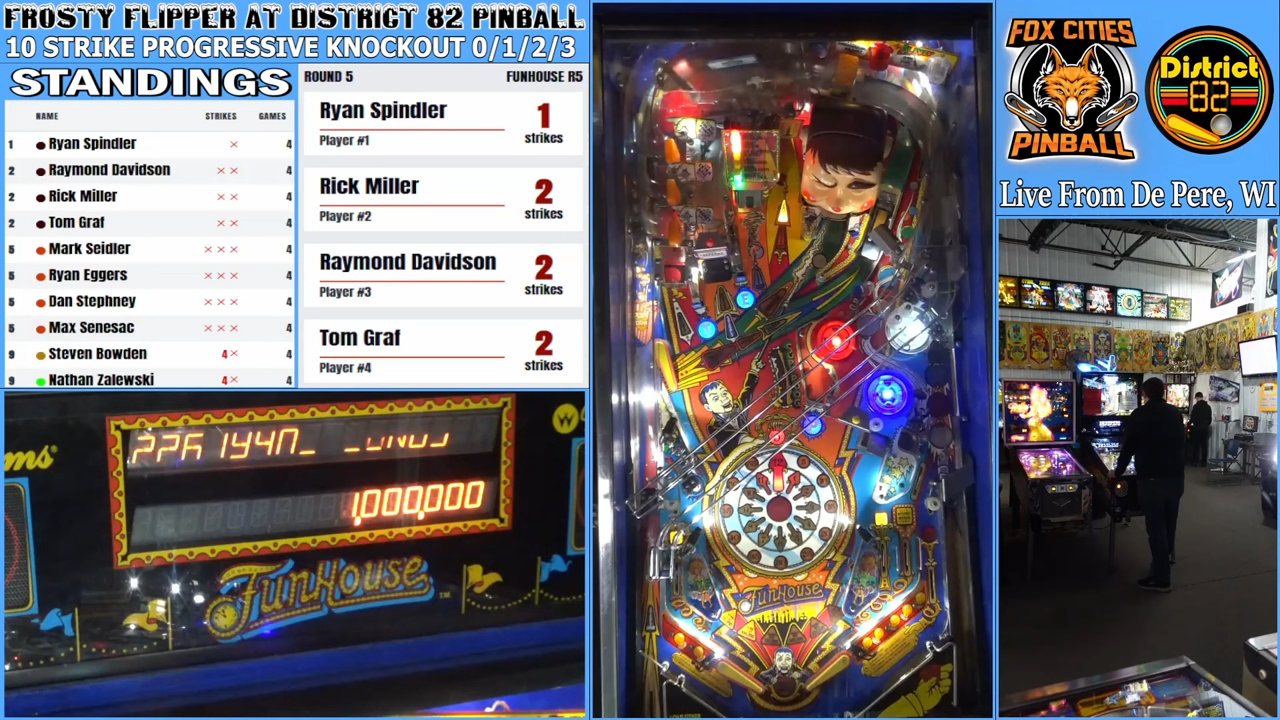 FROSTY FLIPPER AT DISTRICT 82 PINBALL
10 STRIKE PROGRESSIVE KNOCKOUT 0/1/2/3
STANDINGS
NAME STRIKES GAMES
1 Ryan Spindler × 4
2 Raymond Davidson × × 4
2 Rick Miller × × 4
2 Tom Graf × × 4
5 Mark Seidler × × × 4
5 Ryan Eggers × × × 4
5 Dan Stephney × × × 4
5 Max Senesac × × × 4
9 Steven Bowden 4× 4
9 Nathan Zalewski 4× 4
ROUND 5 FUNHOUSE R5
Ryan Spindler 1
Player #1 strikes
Rick Miller 2
Player #2 strikes
Raymond Davidson 2
Player #3 strikes
Tom Graf 2
Player #4 strikes
ms®
1,000,000
FUNHOUSE ™
FUNHOUSE
FOX CITIES
PINBALL
District
82
Live From De Pere, WI